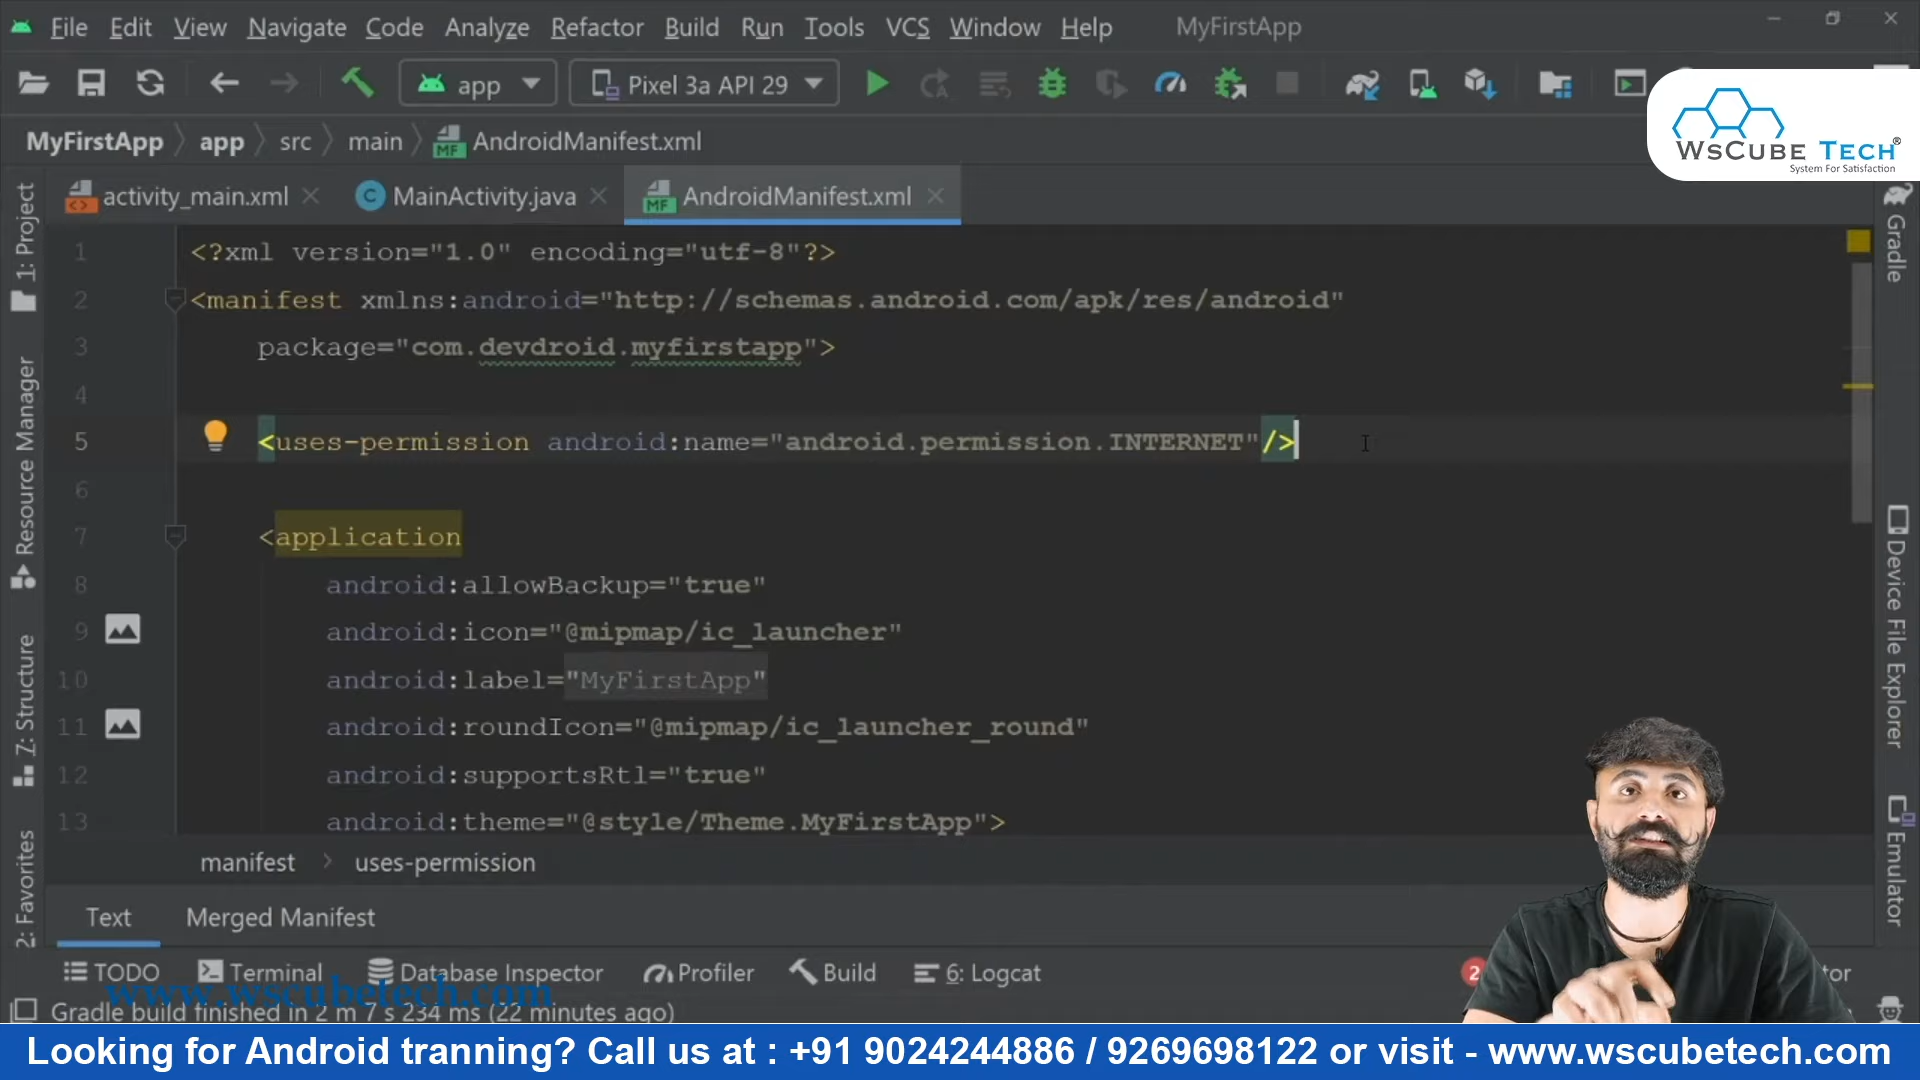 File Edit View Navigate Code Analyze Refactor Build Run Tools VCS Window Help MyFirstApp
app Pixel 3a API 29
WsCube Tech®
System For Satisfaction
MyFirstApp app src main AndroidManifest.xml
activity_main.xml MainActivity.java AndroidManifest.xml
1: Project
Resource Manager
Z: Structure
2: Favorites
Gradle
Device File Explorer
Emulator
1 <?xml version="1.0" encoding="utf-8"?>
2 <manifest xmlns:android="http://schemas.android.com/apk/res/android"
3 package="com.devdroid.myfirstapp">
4
5 <uses-permission android:name="android.permission.INTERNET"/>
6
7 <application
8 android:allowBackup="true"
9 android:icon="@mipmap/ic_launcher"
10 android:label="MyFirstApp"
11 android:roundIcon="@mipmap/ic_launcher_round"
12 android:supportsRtl="true"
13 android:theme="@style/Theme.MyFirstApp">
manifest uses-permission
Text Merged Manifest
TODO Terminal Database Inspector Profiler Build 6: Logcat 2
www.wscubetech.com
Gradle build finished in 2 m 7 s 234 ms (22 minutes ago)
Looking for Android tranning? Call us at : +91 9024244886 / 9269698122 or visit - www.wscubetech.com